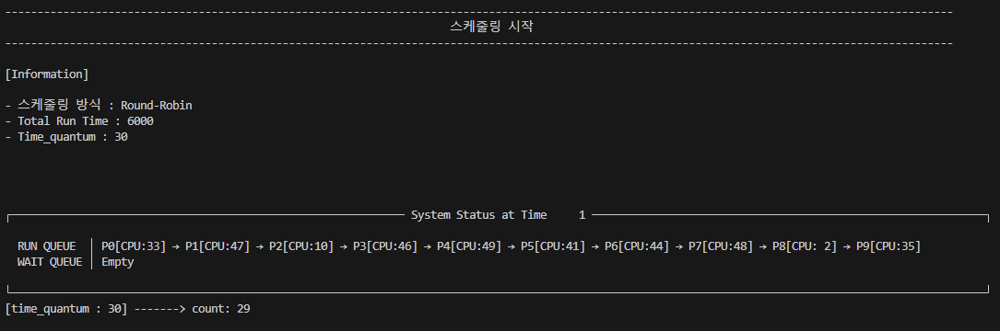 스케줄링 시작
[Information]
- 스케줄링 방식 : Round-Robin
- Total Run Time : 6000
- Time_quantum : 30
System Status at Time 1
RUN QUEUE │ P0[CPU:33] → P1[CPU:47] → P2[CPU:10] → P3[CPU:46] → P4[CPU:49] → P5[CPU:41] → P6[CPU:44] → P7[CPU:48] → P8[CPU: 2] → P9[CPU:35]
WAIT QUEUE │ Empty
[time_quantum : 30] -------> count: 29